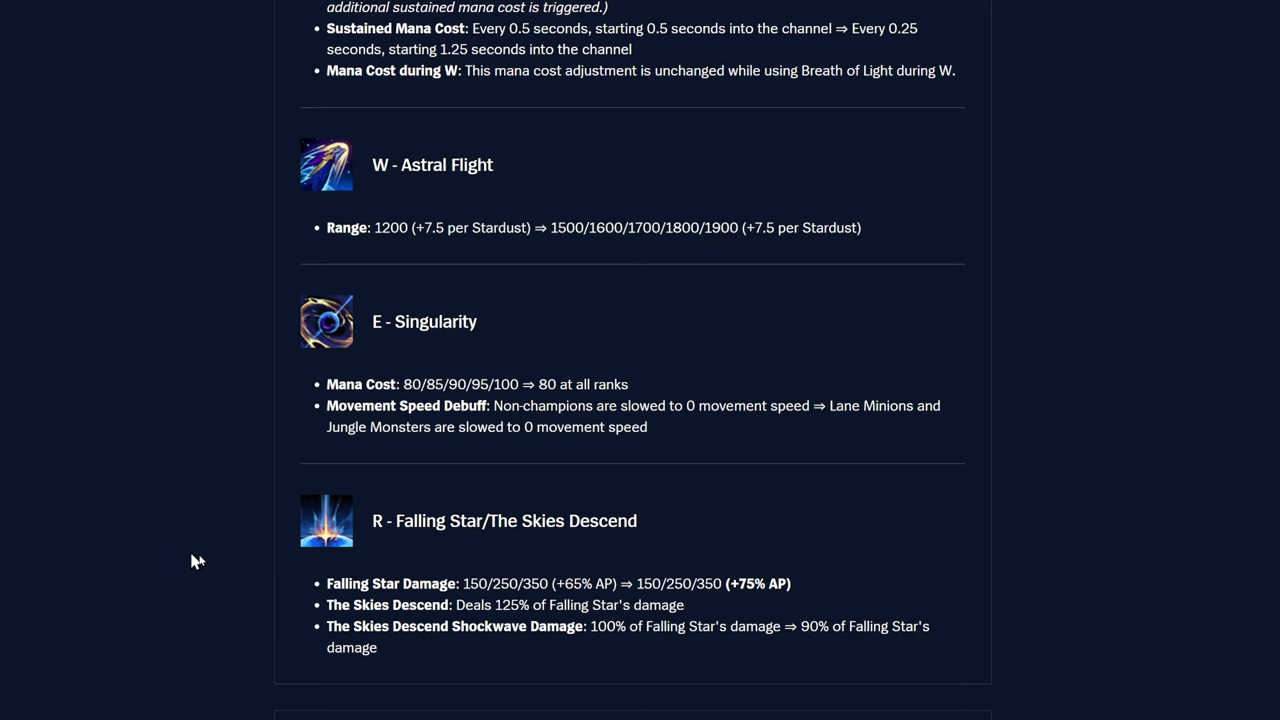 additional sustained mana cost is triggered.)
• Sustained Mana Cost: Every 0.5 seconds, starting 0.5 seconds into the channel ⇒ Every 0.25
seconds, starting 1.25 seconds into the channel
• Mana Cost during W: This mana cost adjustment is unchanged while using Breath of Light during W.
W - Astral Flight
• Range: 1200 (+7.5 per Stardust) ⇒ 1500/1600/1700/1800/1900 (+7.5 per Stardust)
E - Singularity
• Mana Cost: 80/85/90/95/100 ⇒ 80 at all ranks
• Movement Speed Debuff: Non-champions are slowed to 0 movement speed ⇒ Lane Minions and
Jungle Monsters are slowed to 0 movement speed
R - Falling Star/The Skies Descend
• Falling Star Damage: 150/250/350 (+65% AP) ⇒ 150/250/350 (+75% AP)
• The Skies Descend: Deals 125% of Falling Star's damage
• The Skies Descend Shockwave Damage: 100% of Falling Star's damage ⇒ 90% of Falling Star's
damage